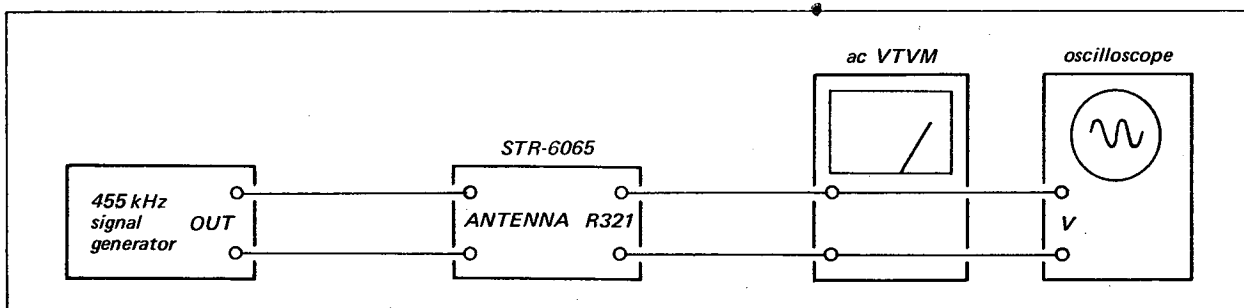 ac VTVM
oscilloscope
STR-6065
455 kHz
signal
generator
OUT
ANTENNA
R321
V